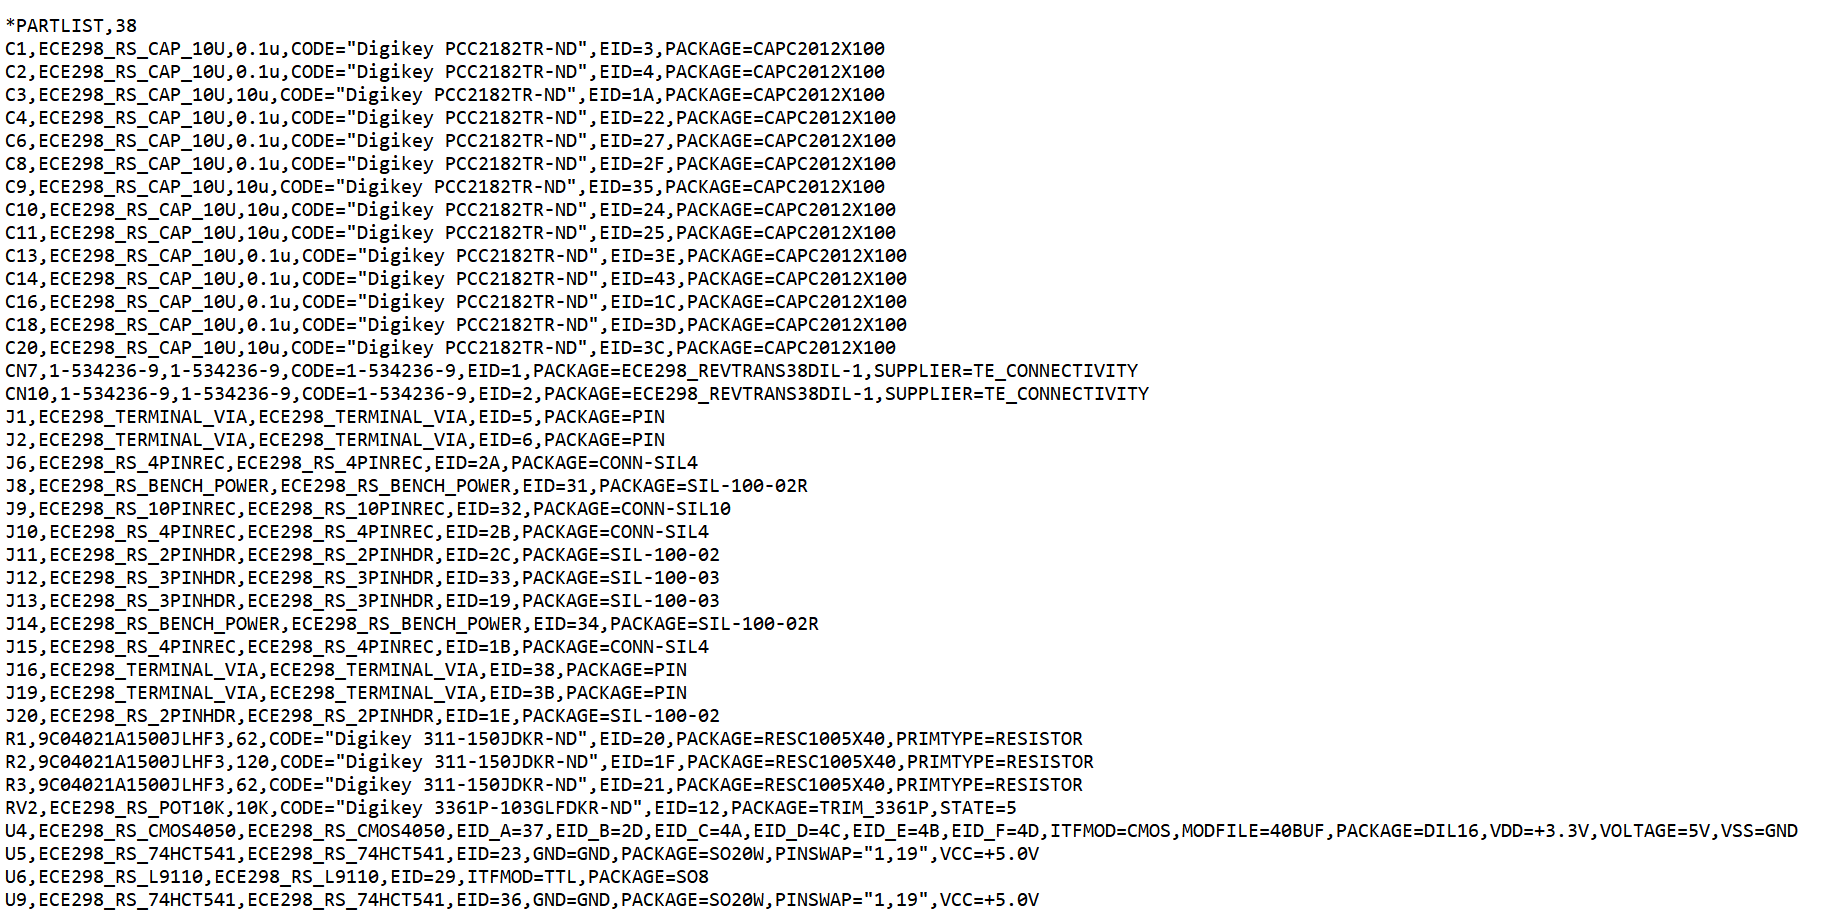 *PARTLIST,38
C1,ECE298_RS_CAP_10U,0.1u,CODE="Digikey PCC2182TR-ND",EID=3,PACKAGE=CAPC2012X100
C2,ECE298_RS_CAP_10U,0.1u,CODE="Digikey PCC2182TR-ND",EID=4,PACKAGE=CAPC2012X100
C3,ECE298_RS_CAP_10U,10u,CODE="Digikey PCC2182TR-ND",EID=1A,PACKAGE=CAPC2012X100
C4,ECE298_RS_CAP_10U,0.1u,CODE="Digikey PCC2182TR-ND",EID=22,PACKAGE=CAPC2012X100
C6,ECE298_RS_CAP_10U,0.1u,CODE="Digikey PCC2182TR-ND",EID=27,PACKAGE=CAPC2012X100
C8,ECE298_RS_CAP_10U,0.1u,CODE="Digikey PCC2182TR-ND",EID=2F,PACKAGE=CAPC2012X100
C9,ECE298_RS_CAP_10U,10u,CODE="Digikey PCC2182TR-ND",EID=35,PACKAGE=CAPC2012X100
C10,ECE298_RS_CAP_10U,10u,CODE="Digikey PCC2182TR-ND",EID=24,PACKAGE=CAPC2012X100
C11,ECE298_RS_CAP_10U,10u,CODE="Digikey PCC2182TR-ND",EID=25,PACKAGE=CAPC2012X100
C13,ECE298_RS_CAP_10U,0.1u,CODE="Digikey PCC2182TR-ND",EID=3E,PACKAGE=CAPC2012X100
C14,ECE298_RS_CAP_10U,0.1u,CODE="Digikey PCC2182TR-ND",EID=43,PACKAGE=CAPC2012X100
C16,ECE298_RS_CAP_10U,0.1u,CODE="Digikey PCC2182TR-ND",EID=1C,PACKAGE=CAPC2012X100
C18,ECE298_RS_CAP_10U,0.1u,CODE="Digikey PCC2182TR-ND",EID=3D,PACKAGE=CAPC2012X100
C20,ECE298_RS_CAP_10U,10u,CODE="Digikey PCC2182TR-ND",EID=3C,PACKAGE=CAPC2012X100
CN7,1-534236-9,1-534236-9,CODE=1-534236-9,EID=1,PACKAGE=ECE298_REVTRANS38DIL-1,SUPPLIER=TE_CONNECTIVITY
CN10,1-534236-9,1-534236-9,CODE=1-534236-9,EID=2,PACKAGE=ECE298_REVTRANS38DIL-1,SUPPLIER=TE_CONNECTIVITY
J1,ECE298_TERMINAL_VIA,ECE298_TERMINAL_VIA,EID=5,PACKAGE=PIN
J2,ECE298_TERMINAL_VIA,ECE298_TERMINAL_VIA,EID=6,PACKAGE=PIN
J6,ECE298_RS_4PINREC,ECE298_RS_4PINREC,EID=2A,PACKAGE=CONN-SIL4
J8,ECE298_RS_BENCH_POWER,ECE298_RS_BENCH_POWER,EID=31,PACKAGE=SIL-100-02R
J9,ECE298_RS_10PINREC,ECE298_RS_10PINREC,EID=32,PACKAGE=CONN-SIL10
J10,ECE298_RS_4PINREC,ECE298_RS_4PINREC,EID=2B,PACKAGE=CONN-SIL4
J11,ECE298_RS_2PINHDR,ECE298_RS_2PINHDR,EID=2C,PACKAGE=SIL-100-02
J12,ECE298_RS_3PINHDR,ECE298_RS_3PINHDR,EID=33,PACKAGE=SIL-100-03
J13,ECE298_RS_3PINHDR,ECE298_RS_3PINHDR,EID=19,PACKAGE=SIL-100-03
J14,ECE298_RS_BENCH_POWER,ECE298_RS_BENCH_POWER,EID=34,PACKAGE=SIL-100-02R
J15,ECE298_RS_4PINREC,ECE298_RS_4PINREC,EID=1B,PACKAGE=CONN-SIL4
J16,ECE298_TERMINAL_VIA,ECE298_TERMINAL_VIA,EID=38,PACKAGE=PIN
J19,ECE298_TERMINAL_VIA,ECE298_TERMINAL_VIA,EID=3B,PACKAGE=PIN
J20,ECE298_RS_2PINHDR,ECE298_RS_2PINHDR,EID=1E,PACKAGE=SIL-100-02
R1,9C04021A1500JLHF3,62,CODE="Digikey 311-150JDKR-ND",EID=20,PACKAGE=RESC1005X40,PRIMTYPE=RESISTOR
R2,9C04021A1500JLHF3,120,CODE="Digikey 311-150JDKR-ND",EID=1F,PACKAGE=RESC1005X40,PRIMTYPE=RESISTOR
R3,9C04021A1500JLHF3,62,CODE="Digikey 311-150JDKR-ND",EID=21,PACKAGE=RESC1005X40,PRIMTYPE=RESISTOR
RV2,ECE298_RS_POT10K,10K,CODE="Digikey 3361P-103GLFDKR-ND",EID=12,PACKAGE=TRIM_3361P,STATE=5
U4,ECE298_RS_CMOS4050,ECE298_RS_CMOS4050,EID_A=37,EID_B=2D,EID_C=4A,EID_D=4C,EID_E=4B,EID_F=4D,ITFMOD=CMOS,MODFILE=40BUF,PACKAGE=DIL16,VDD=+3.3V,VOLTAGE=5V,VSS=GND
U5,ECE298_RS_74HCT541,ECE298_RS_74HCT541,EID=23,GND=GND,PACKAGE=SO20W,PINSWAP="1,19",VCC=+5.0V
U6,ECE298_RS_L9110,ECE298_RS_L9110,EID=29,ITFMOD=TTL,PACKAGE=SO8
U9,ECE298_RS_74HCT541,ECE298_RS_74HCT541,EID=36,GND=GND,PACKAGE=SO20W,PINSWAP="1,19",VCC=+5.0V